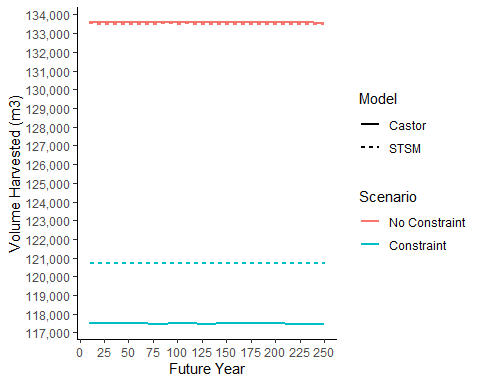 134,000
133,000
132,000
131,000
130,000
129,000
128,000
127,000
126,000
125,000
124,000
123,000
122,000
121,000
120,000
119,000
118,000
117,000
Volume Harvested (m3)
0 25 50 75 100 125 150 175 200 225 250
Future Year
Model
Castor
STSM
Scenario
No Constraint
Constraint